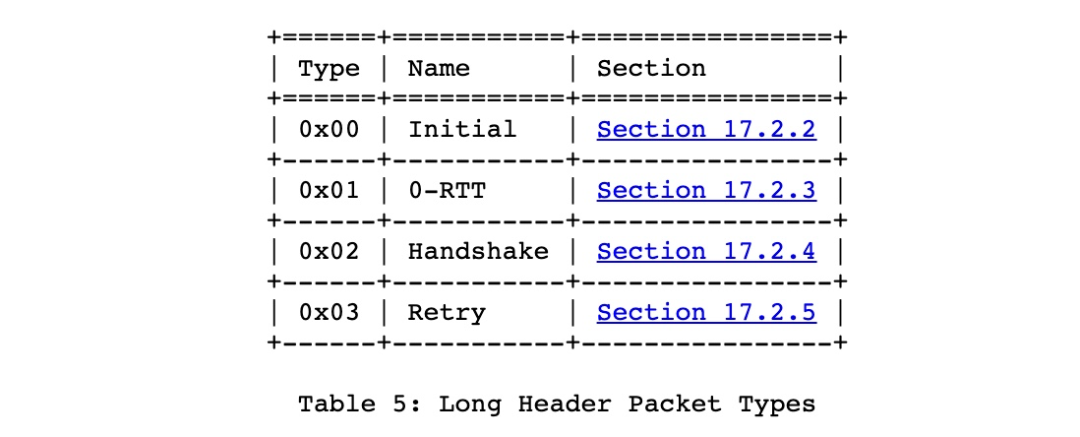 +======+===========+================+
| Type | Name      | Section        |
+======+===========+================+
| 0x00 | Initial   | Section 17.2.2 |
+------+-----------+----------------+
| 0x01 | 0-RTT     | Section 17.2.3 |
+------+-----------+----------------+
| 0x02 | Handshake | Section 17.2.4 |
+------+-----------+----------------+
| 0x03 | Retry     | Section 17.2.5 |
+------+-----------+----------------+
Table 5: Long Header Packet Types